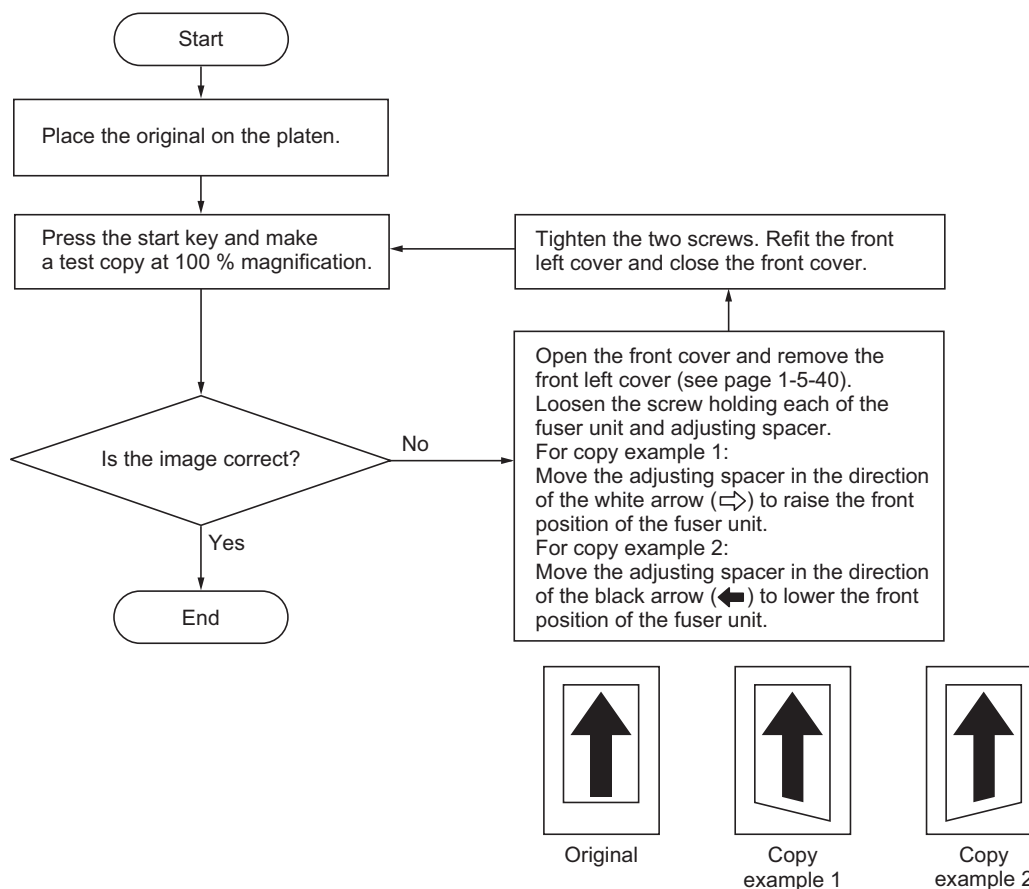 Start
Place the original on the platen.
Press the start key and make
a test copy at 100 % magnification.
Tighten the two screws. Refit the front
left cover and close the front cover.
Is the image correct?
No
Yes
End
Open the front cover and remove the
front left cover (see page 1-5-40).
Loosen the screw holding each of the
fuser unit and adjusting spacer.
For copy example 1:
Move the adjusting spacer in the direction
of the white arrow (⇨) to raise the front
position of the fuser unit.
For copy example 2:
Move the adjusting spacer in the direction
of the black arrow (⬅) to lower the front
position of the fuser unit.
Original
Copy
example 1
Copy
example 2